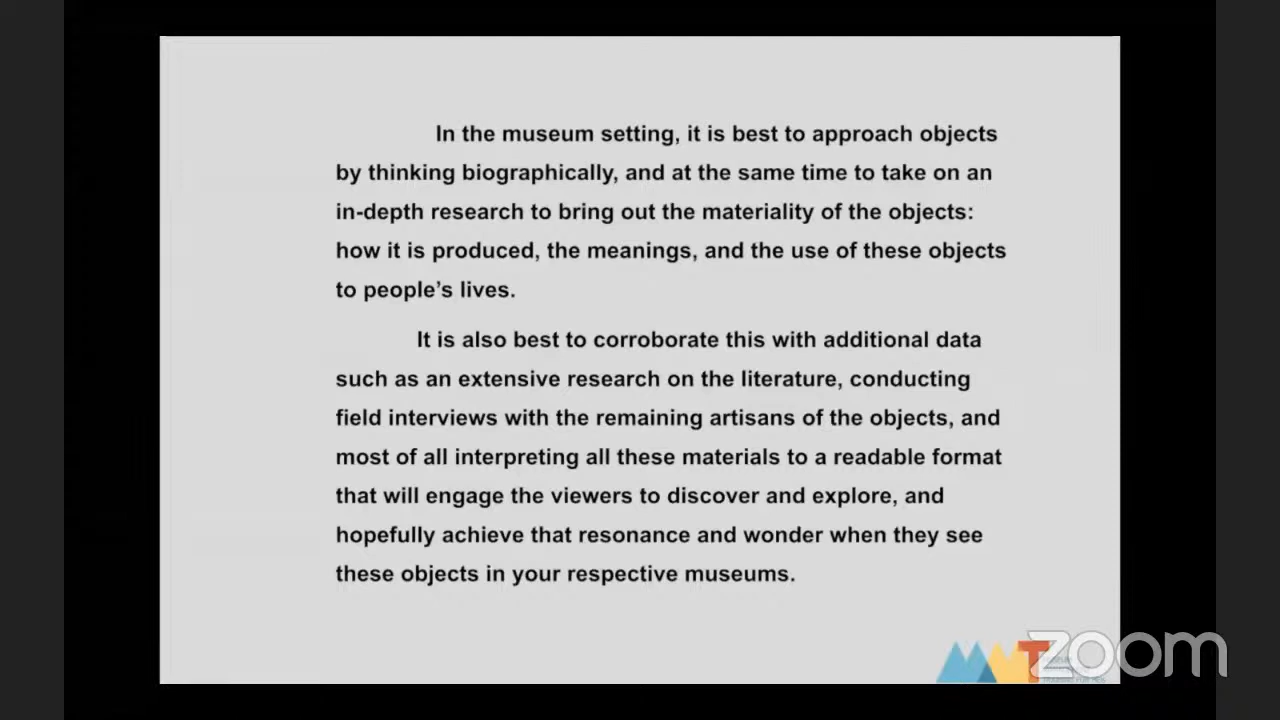 In the museum setting, it is best to approach objects
by thinking biographically, and at the same time to take on an
in-depth research to bring out the materiality of the objects:
how it is produced, the meanings, and the use of these objects
to people’s lives.
It is also best to corroborate this with additional data
such as an extensive research on the literature, conducting
field interviews with the remaining artisans of the objects, and
most of all interpreting all these materials to a readable format
that will engage the viewers to discover and explore, and
hopefully achieve that resonance and wonder when they see
these objects in your respective museums.
zoom